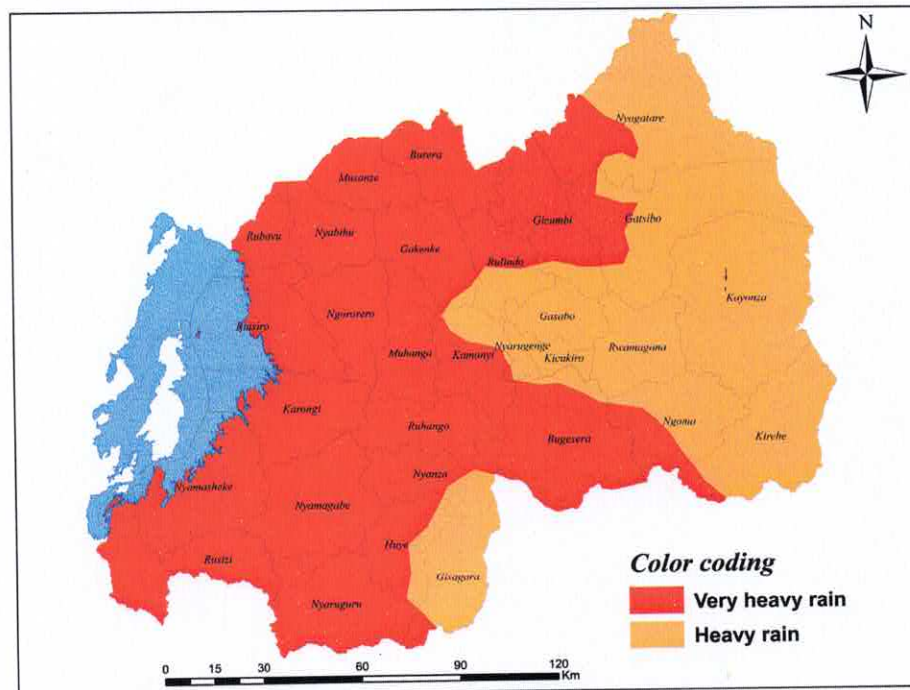 N
Nyagatare
Burera
Musanze
Gicumbi
Gatsibo
Rubavu
Nyabihu
Gakenke
Rulindo
Kayonza
Ngororero
Gasabo
Rutsiro
Nyarugenge
Rwamagana
Muhanga
Kamonyi
Kicukiro
Karongi
Ruhango
Bugesera
Ngoma
Kirehe
Nyanza
Nyamasheke
Nyamagabe
Huye
Rusizi
Gisagara
Nyaruguru
Color coding
Very heavy rain
Heavy rain
0 15 30 60 90 120
Km